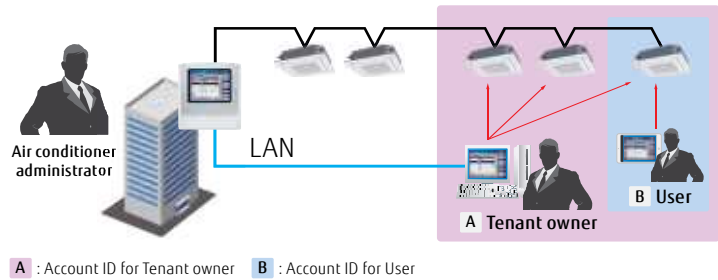 LAN
Air conditioner
administrator
B User
A Tenant owner
A : Account ID for Tenant owner B : Account ID for User